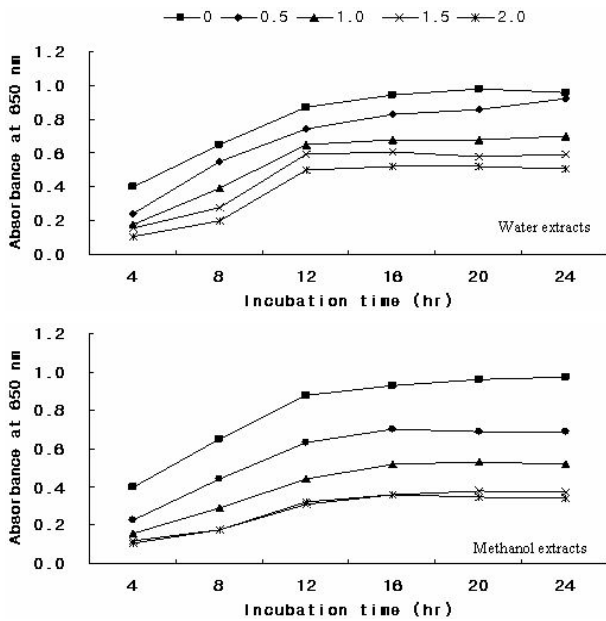 0 0.5 1.0 1.5 2.0
Absorbance at 650 nm
1.2
1.0
0.8
0.6
0.4
0.2
0.0
Water extracts
4 8 12 16 20 24
Incubation time (hr)
Absorbance at 650 nm
1.2
1.0
0.8
0.6
0.4
0.2
0.0
Methanol extracts
4 8 12 16 20 24
Incubation time (hr)